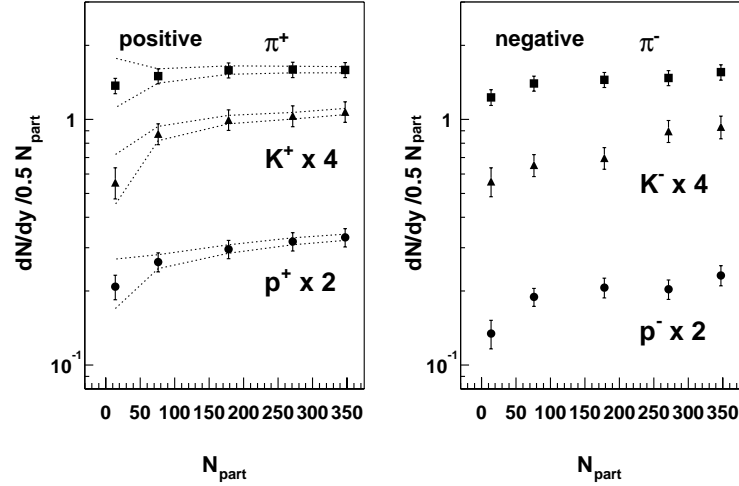 positive
π+
K+ x 4
p+ x 2
dN/dy /0.5 Npart
1
10-1
0 50 100 150 200 250 300 350
Npart
negative
π-
K- x 4
p- x 2
dN/dy /0.5 Npart
1
10-1
0 50 100 150 200 250 300 350
Npart